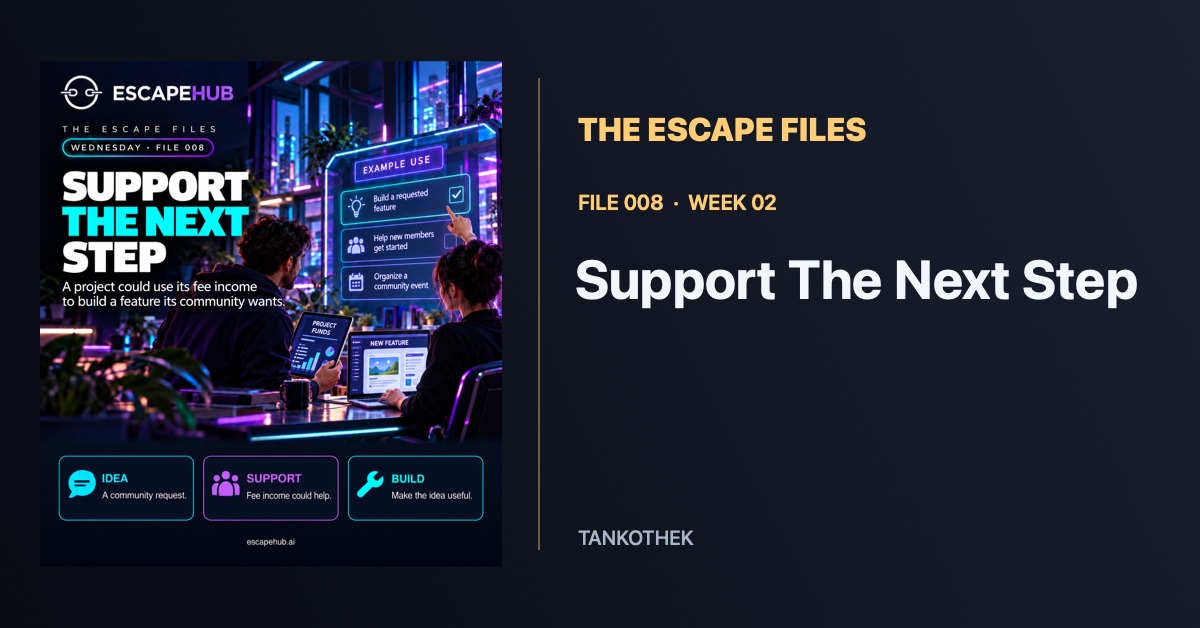 ESCAPEHUB
THE ESCAPE FILES
WEDNESDAY · FILE 008
SUPPORT
THE NEXT
STEP
A project could use its fee income
to build a feature its community wants.
EXAMPLE USE
Build a requested
feature
Help new members
get started
Organize a
community event
PROJECT
FUNDS
NEW FEATURE
IDEA
A community request.
SUPPORT
Fee income could help.
BUILD
Make the idea useful.
escapehub.ai
THE ESCAPE FILES
FILE 008 · WEEK 02
Support The Next Step
TANKOTHEK